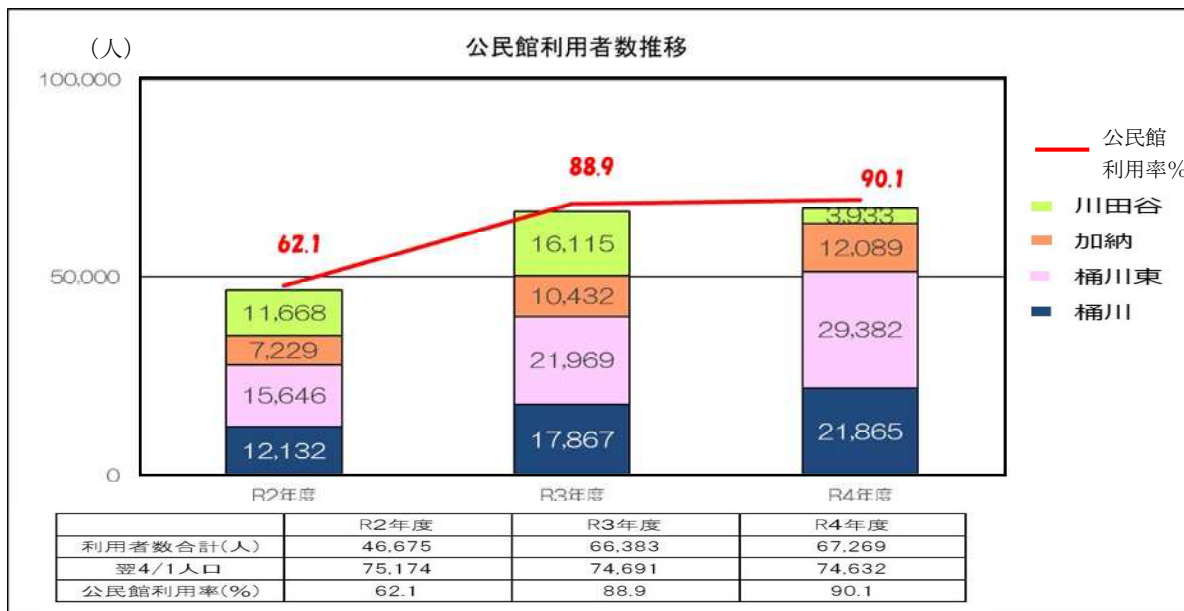 (人)
公民館利用者数推移
100,000
50,000
0
62.1
88.9
90.1
11,668
7,229
15,646
12,132
16,115
10,432
21,969
17,867
3,933
12,089
29,382
21,865
R2年度
R3年度
R4年度
公民館
利用率%
川田谷
加納
桶川東
桶川
R2年度 R3年度 R4年度
利用者数合計(人) 46,675 66,383 67,269
翌4/1人口 75,174 74,691 74,632
公民館利用率(%) 62.1 88.9 90.1